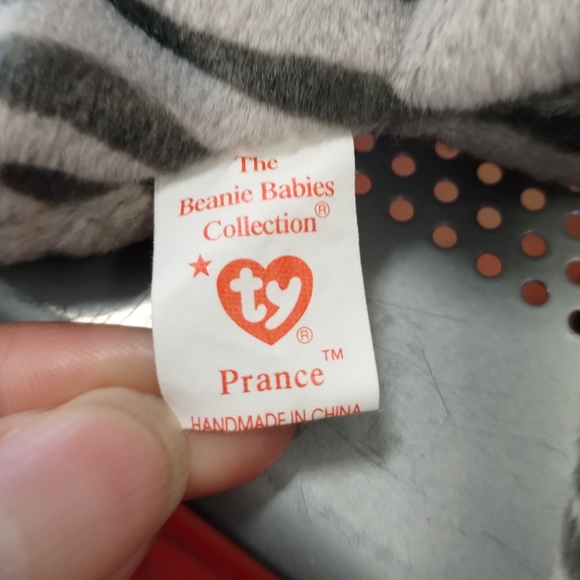 The
Beanie Babies
Collection®
ty®
Prance™
HANDMADE IN CHINA